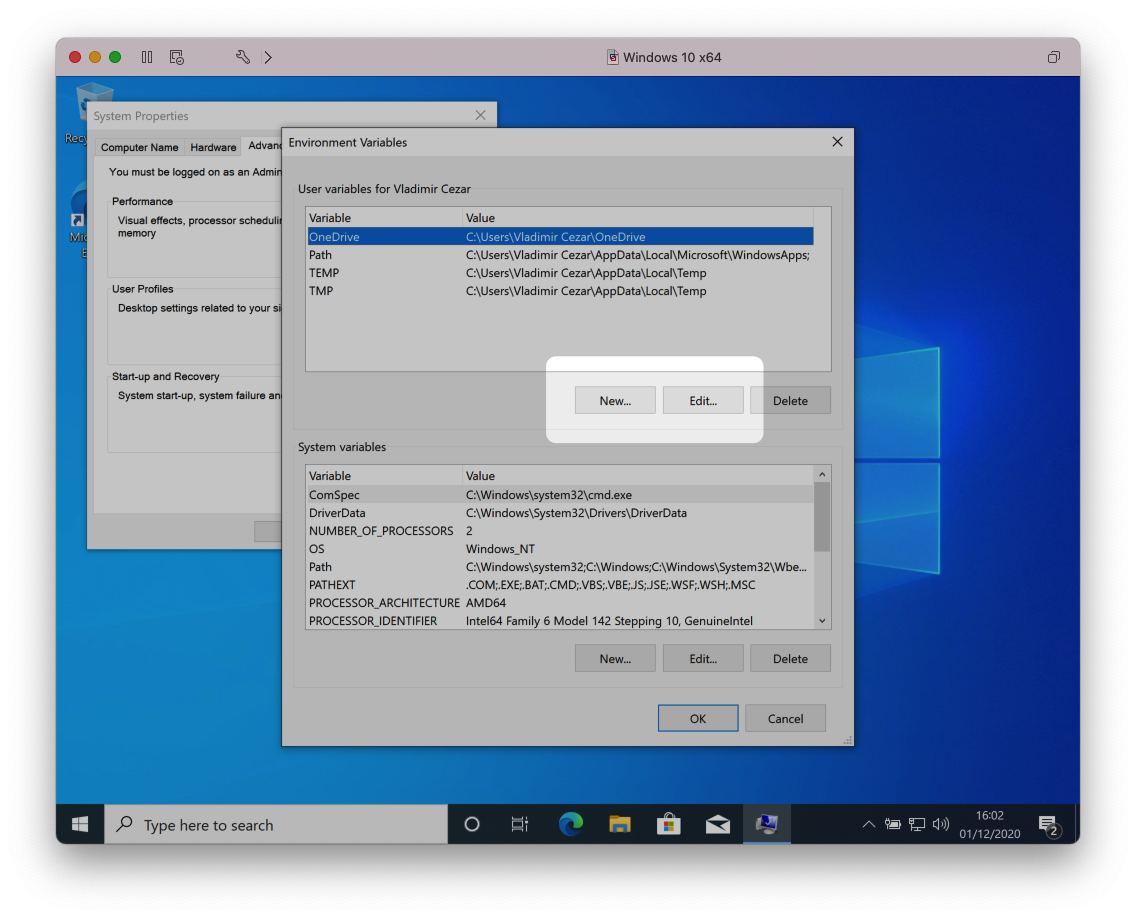 Windows 10 x64
System Properties
Computer Name Hardware
You must be logged on as an
Performance
Visual effects, processor
memory
User Profiles
Desktop settings related to your
Start-up and Recovery
System start-up, system failure
Environment Variables
User variables for Vladimir Cezar
Variable Value
OneDrive C:\Users\Vladimir Cezar\OneDrive
Path C:\Users\Vladimir Cezar\AppData\Local\Microsoft\WindowsApps;
TEMP C:\Users\Vladimir Cezar\AppData\Local\Temp
TMP C:\Users\Vladimir Cezar\AppData\Local\Temp
New... Edit... Delete
System variables
Variable Value
ComSpec C:\Windows\system32\cmd.exe
DriverData C:\Windows\System32\Drivers\DriverData
NUMBER_OF_PROCESSORS 2
OS Windows_NT
Path C:\Windows\system32;C:\Windows;C:\Windows\System32\Wbe...
PATHEXT .COM;.EXE;.BAT;.CMD;.VBS;.VBE;.JS;.JSE;.WSF;.WSH;.MSC
PROCESSOR_ARCHITECTURE AMD64
PROCESSOR_IDENTIFIER Intel64 Family 6 Model 142 Stepping 10, GenuineIntel
New... Edit... Delete
OK Cancel
Type here to search
16:02
01/12/2020
2